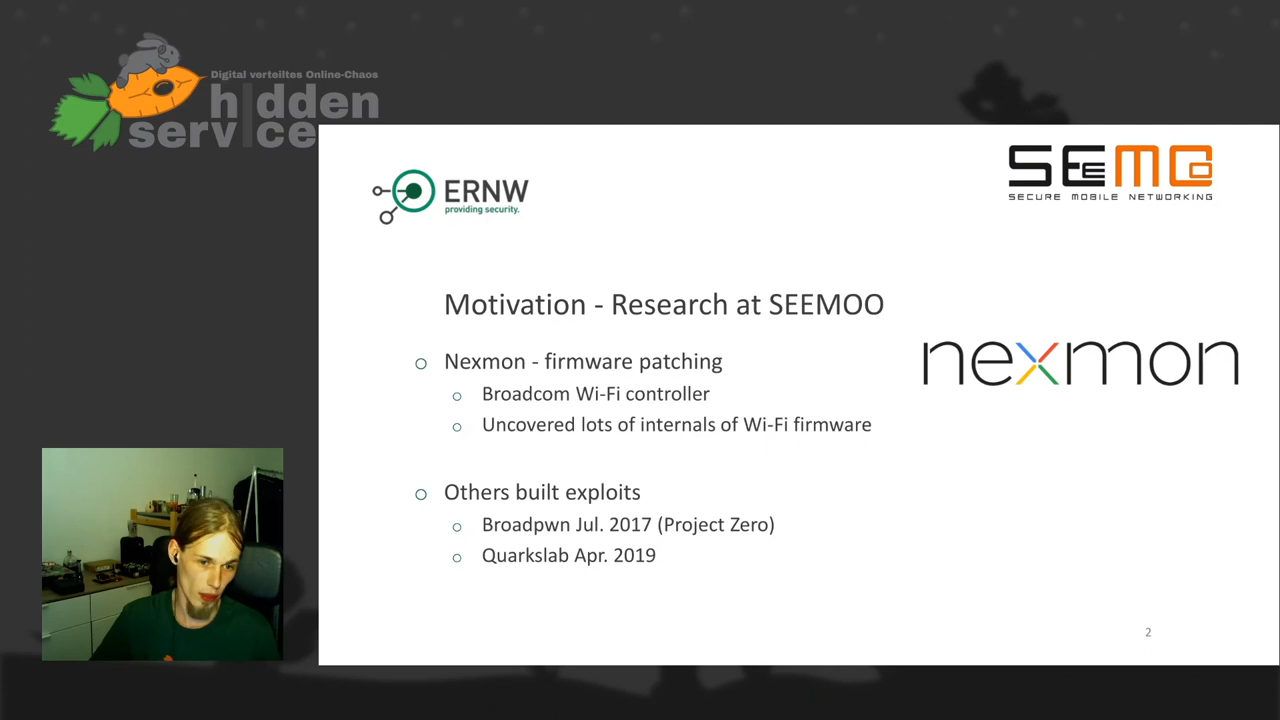 Digital verteiltes Online-Chaos
hidden
service
ERNW
providing security.
SEEMOO
SECURE MOBILE NETWORKING
Motivation - Research at SEEMOO
nexmon
Nexmon - firmware patching
Broadcom Wi-Fi controller
Uncovered lots of internals of Wi-Fi firmware
Others built exploits
Broadpwn Jul. 2017 (Project Zero)
Quarkslab Apr. 2019
2